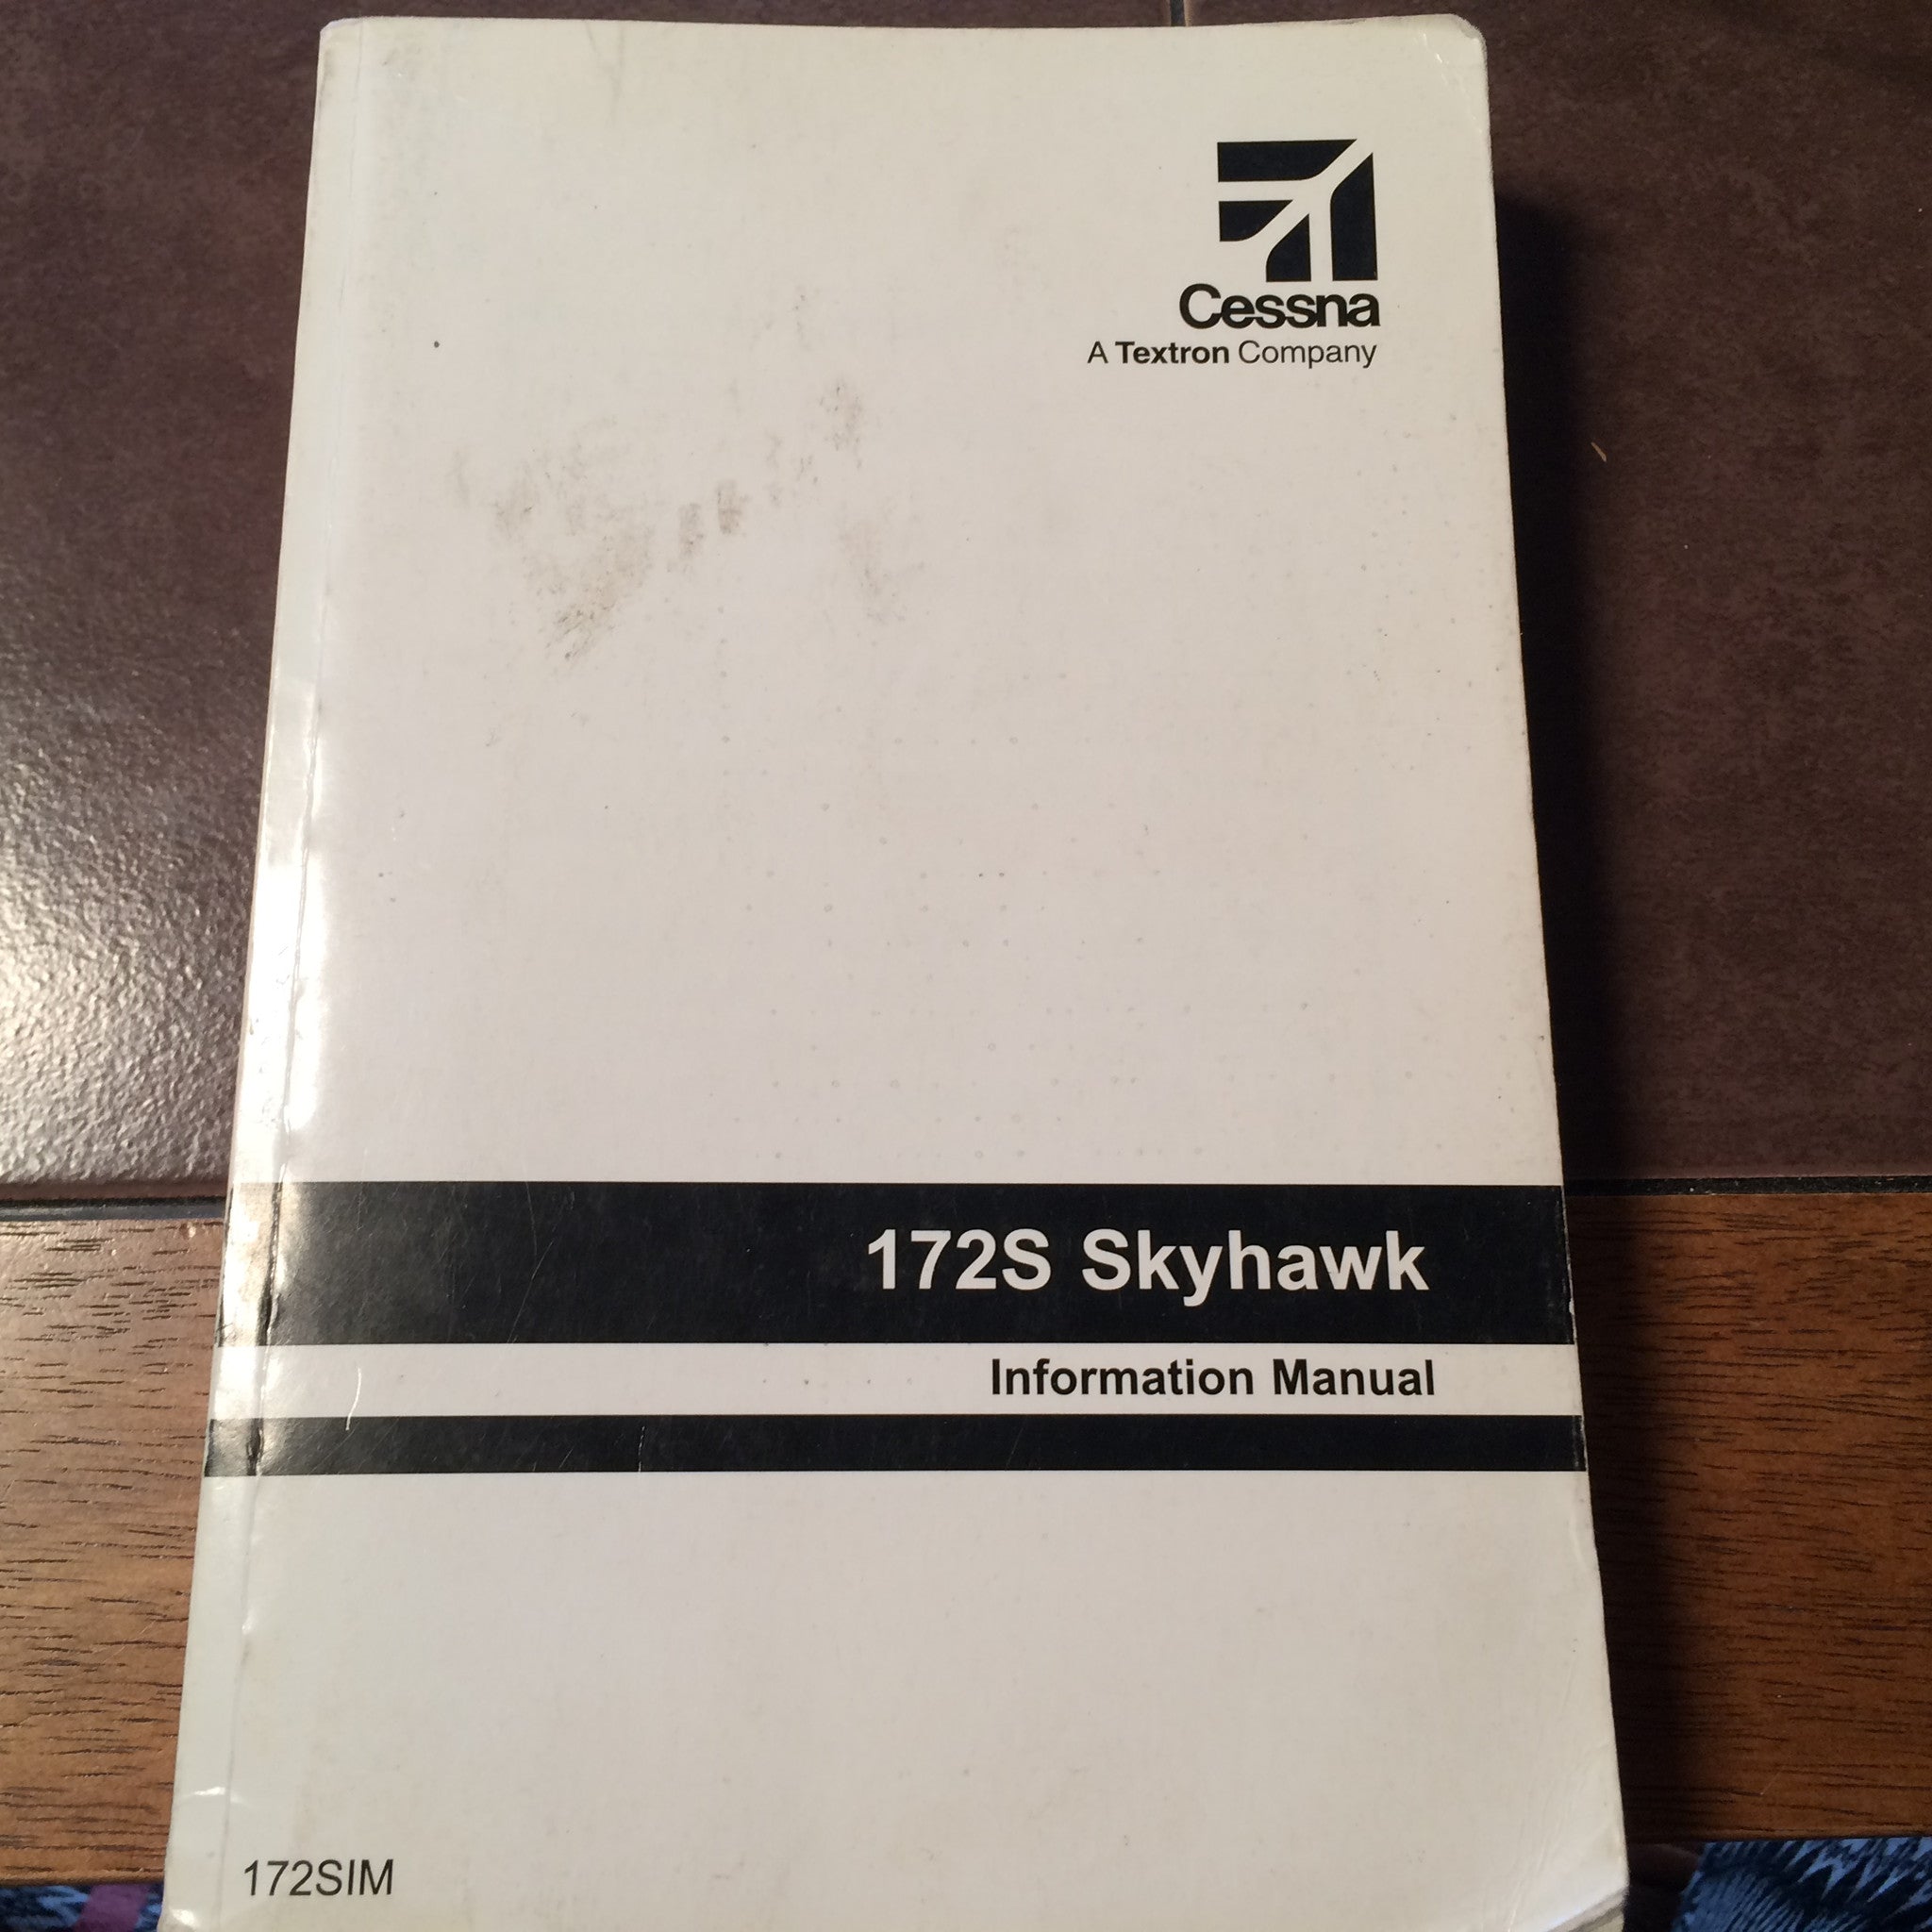 Cessna
A Textron Company
172S Skyhawk
Information Manual
172SIM